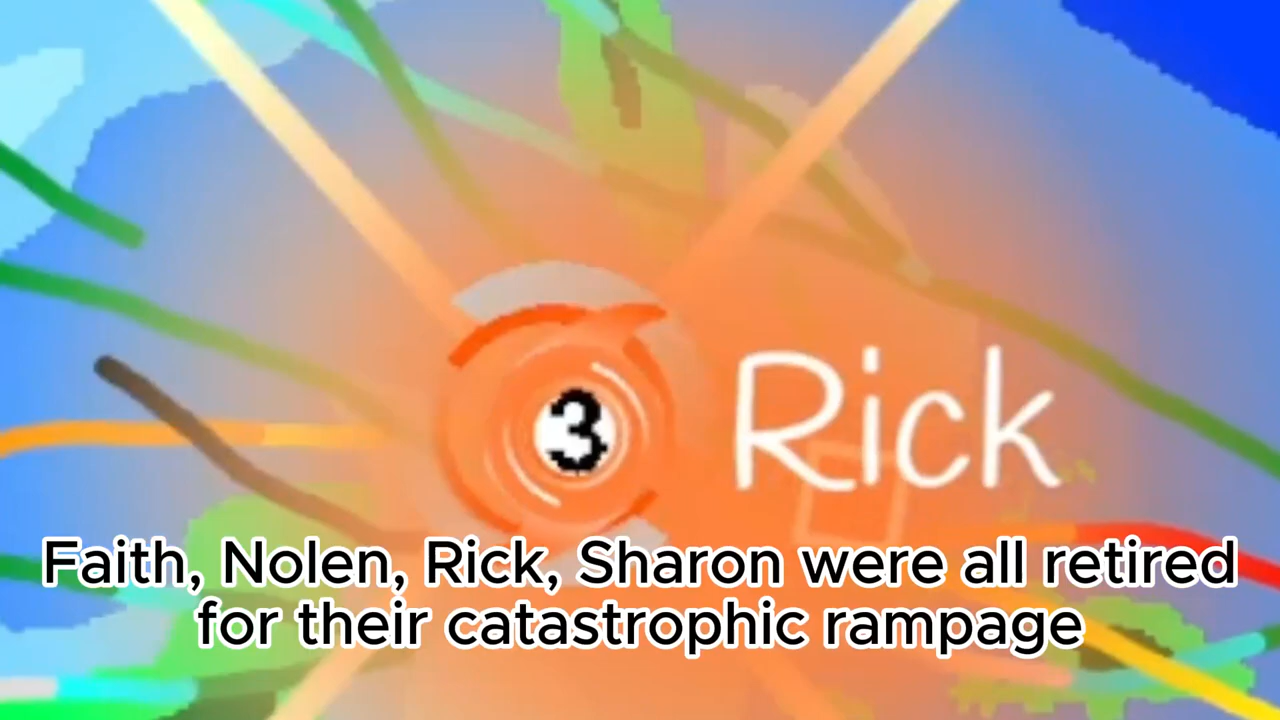 3
Rick
Faith, Nolen, Rick, Sharon were all retired
for their catastrophic rampage